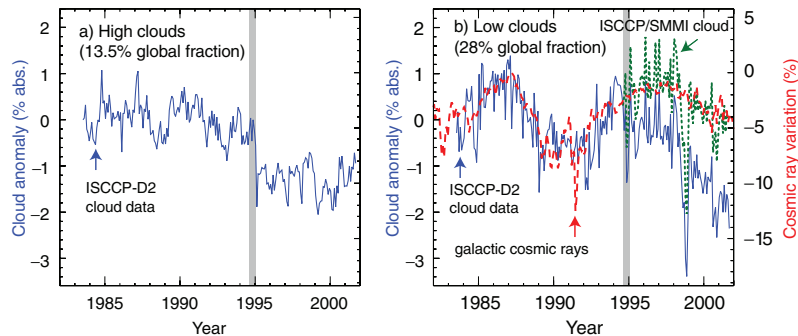 a) High clouds
(13.5% global fraction)
2
1
0
−1
−2
−3
Cloud anomaly (% abs.)
ISCCP-D2
cloud data
1985
1990
1995
2000
Year
b) Low clouds
(28% global fraction)
ISCCP/SMMI cloud
2
1
0
−1
−2
−3
Cloud anomaly (% abs.)
ISCCP-D2
cloud data
galactic cosmic rays
5
0
−5
−10
−15
Cosmic ray variation (%)
1985
1990
1995
2000
Year